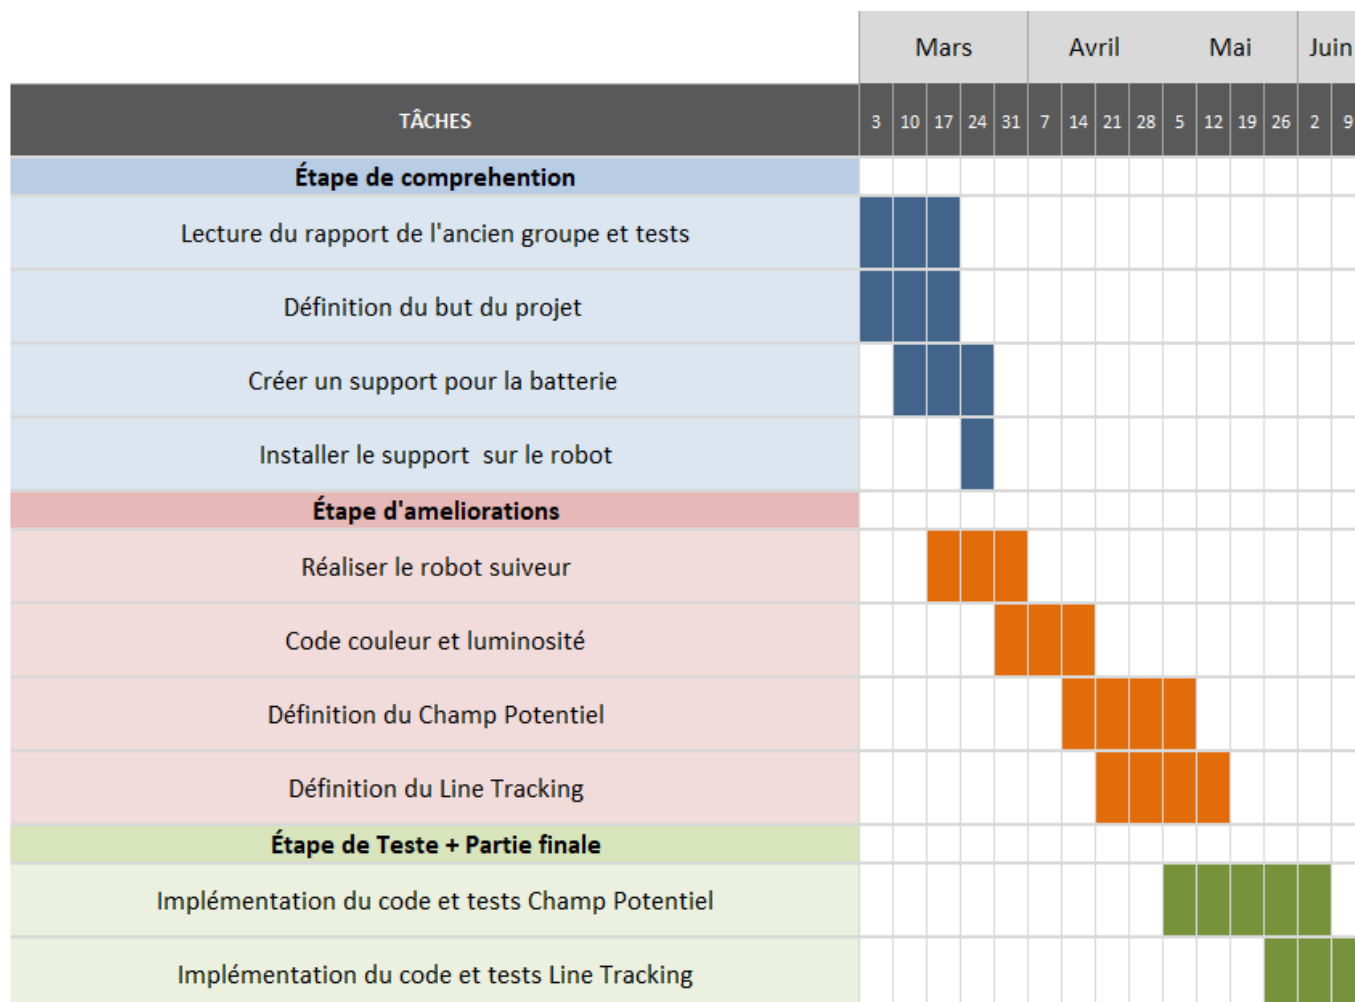 Mars Avril Mai Juin
TÂCHES 3 10 17 24 31 7 14 21 28 5 12 19 26 2 9
Étape de comprehention
Lecture du rapport de l'ancien groupe et tests
Définition du but du projet
Créer un support pour la batterie
Installer le support sur le robot
Étape d'ameliorations
Réaliser le robot suiveur
Code couleur et luminosité
Définition du Champ Potentiel
Définition du Line Tracking
Étape de Teste + Partie finale
Implémentation du code et tests Champ Potentiel
Implémentation du code et tests Line Tracking